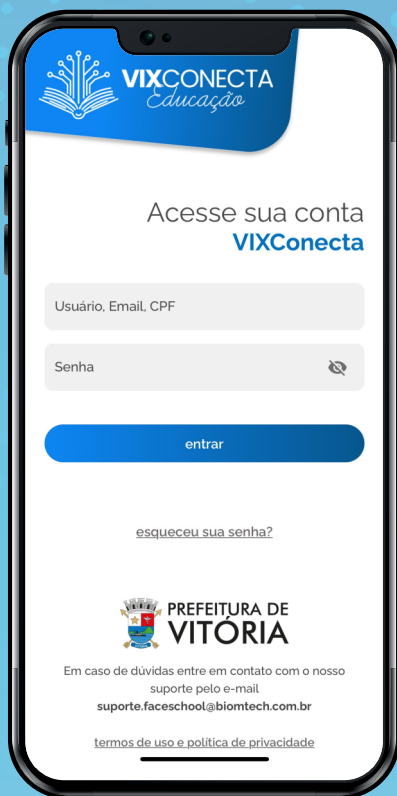 VIXCONECTA
Educação
Acesse sua conta
VIXConecta
Usuário, Email, CPF
Senha
entrar
esqueceu sua senha?
PREFEITURA DE
VITÓRIA
Em caso de dúvidas entre em contato com o nosso
suporte pelo e-mail
suporte.faceschool@biomtech.com.br
termos de uso e política de privacidade